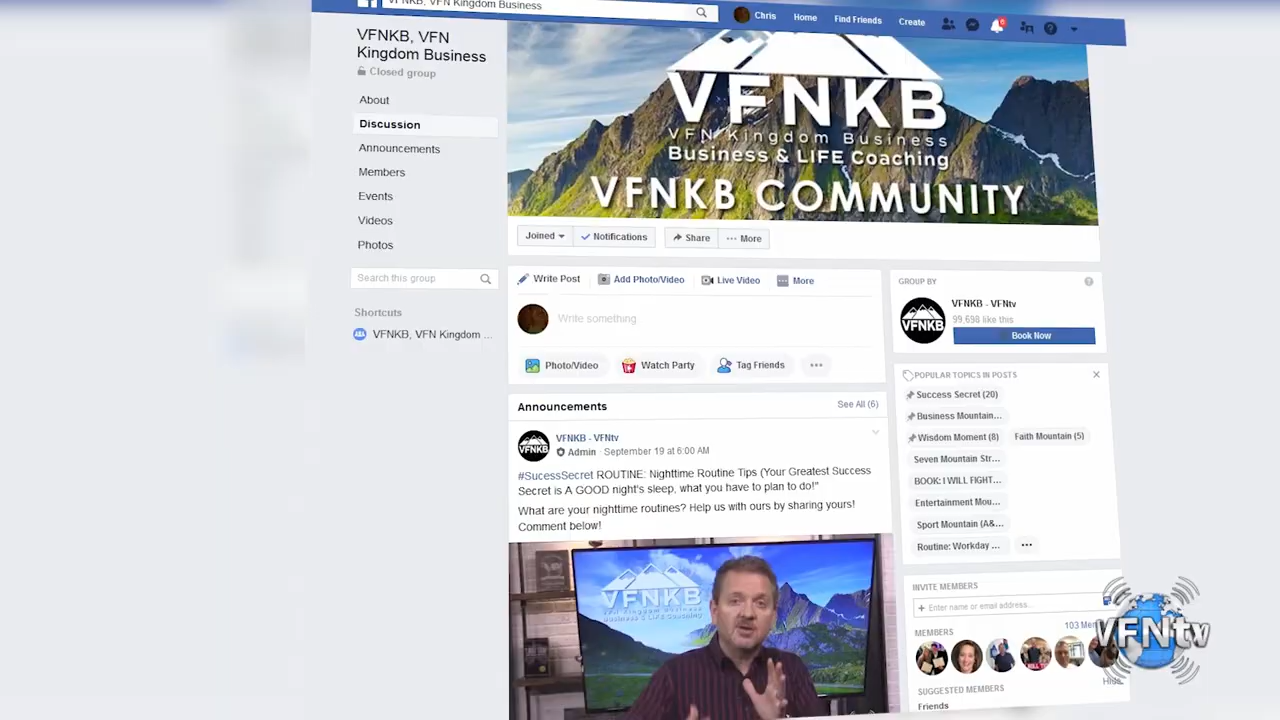 VFNKB, VFN Kingdom Business
Chris
Home
Find Friends
Create
VFNKB, VFN
Kingdom Business
Closed group
About
Discussion
Announcements
Members
Events
Videos
Photos
Search this group
Shortcuts
VFNKB, VFN Kingdom ...
VFNKB
VFN Kingdom Business
Business & LIFE Coaching
VFNKB COMMUNITY
Joined
Notifications
Share
More
Write Post
Add Photo/Video
Live Video
More
Write something
Photo/Video
Watch Party
Tag Friends
Announcements
See All (6)
VFNKB - VFNtv
Admin · September 19 at 6:00 AM
#SucessSecret ROUTINE: Nighttime Routine Tips (Your Greatest Success
Secret is A GOOD night's sleep, what you have to plan to do!"
What are your nighttime routines? Help us with ours by sharing yours!
Comment below!
VFNKB
VFN Kingdom Business
Business & LIFE Coaching
GROUP BY
VFNKB
VFNKB - VFNtv
99,698 like this
Book Now
POPULAR TOPICS IN POSTS
Success Secret (20)
Business Mountain...
Wisdom Moment (8)
Faith Mountain (5)
Seven Mountain Str...
BOOK: I WILL FIGHT...
Entertainment Mou...
Sport Mountain (A&...
Routine: Workday ...
INVITE MEMBERS
Enter name or email address...
MEMBERS
103
SUGGESTED MEMBERS
Friends
VFNtv